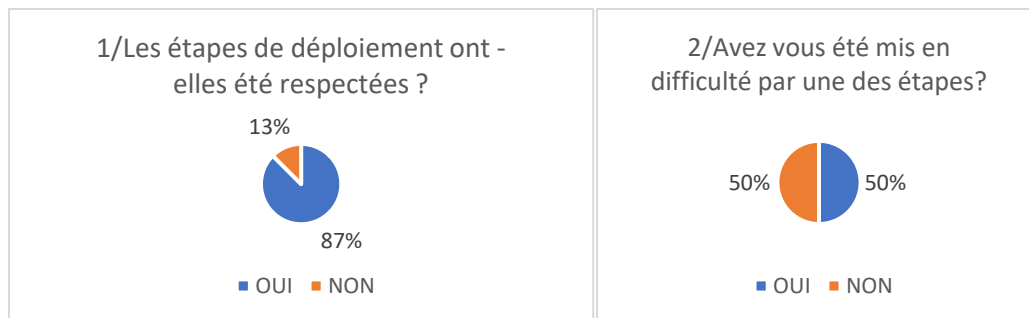 1/Les étapes de déploiement ont -
elles été respectées ?
13%
87%
OUI NON
2/Avez vous été mis en
difficulté par une des étapes?
50% 50%
OUI NON